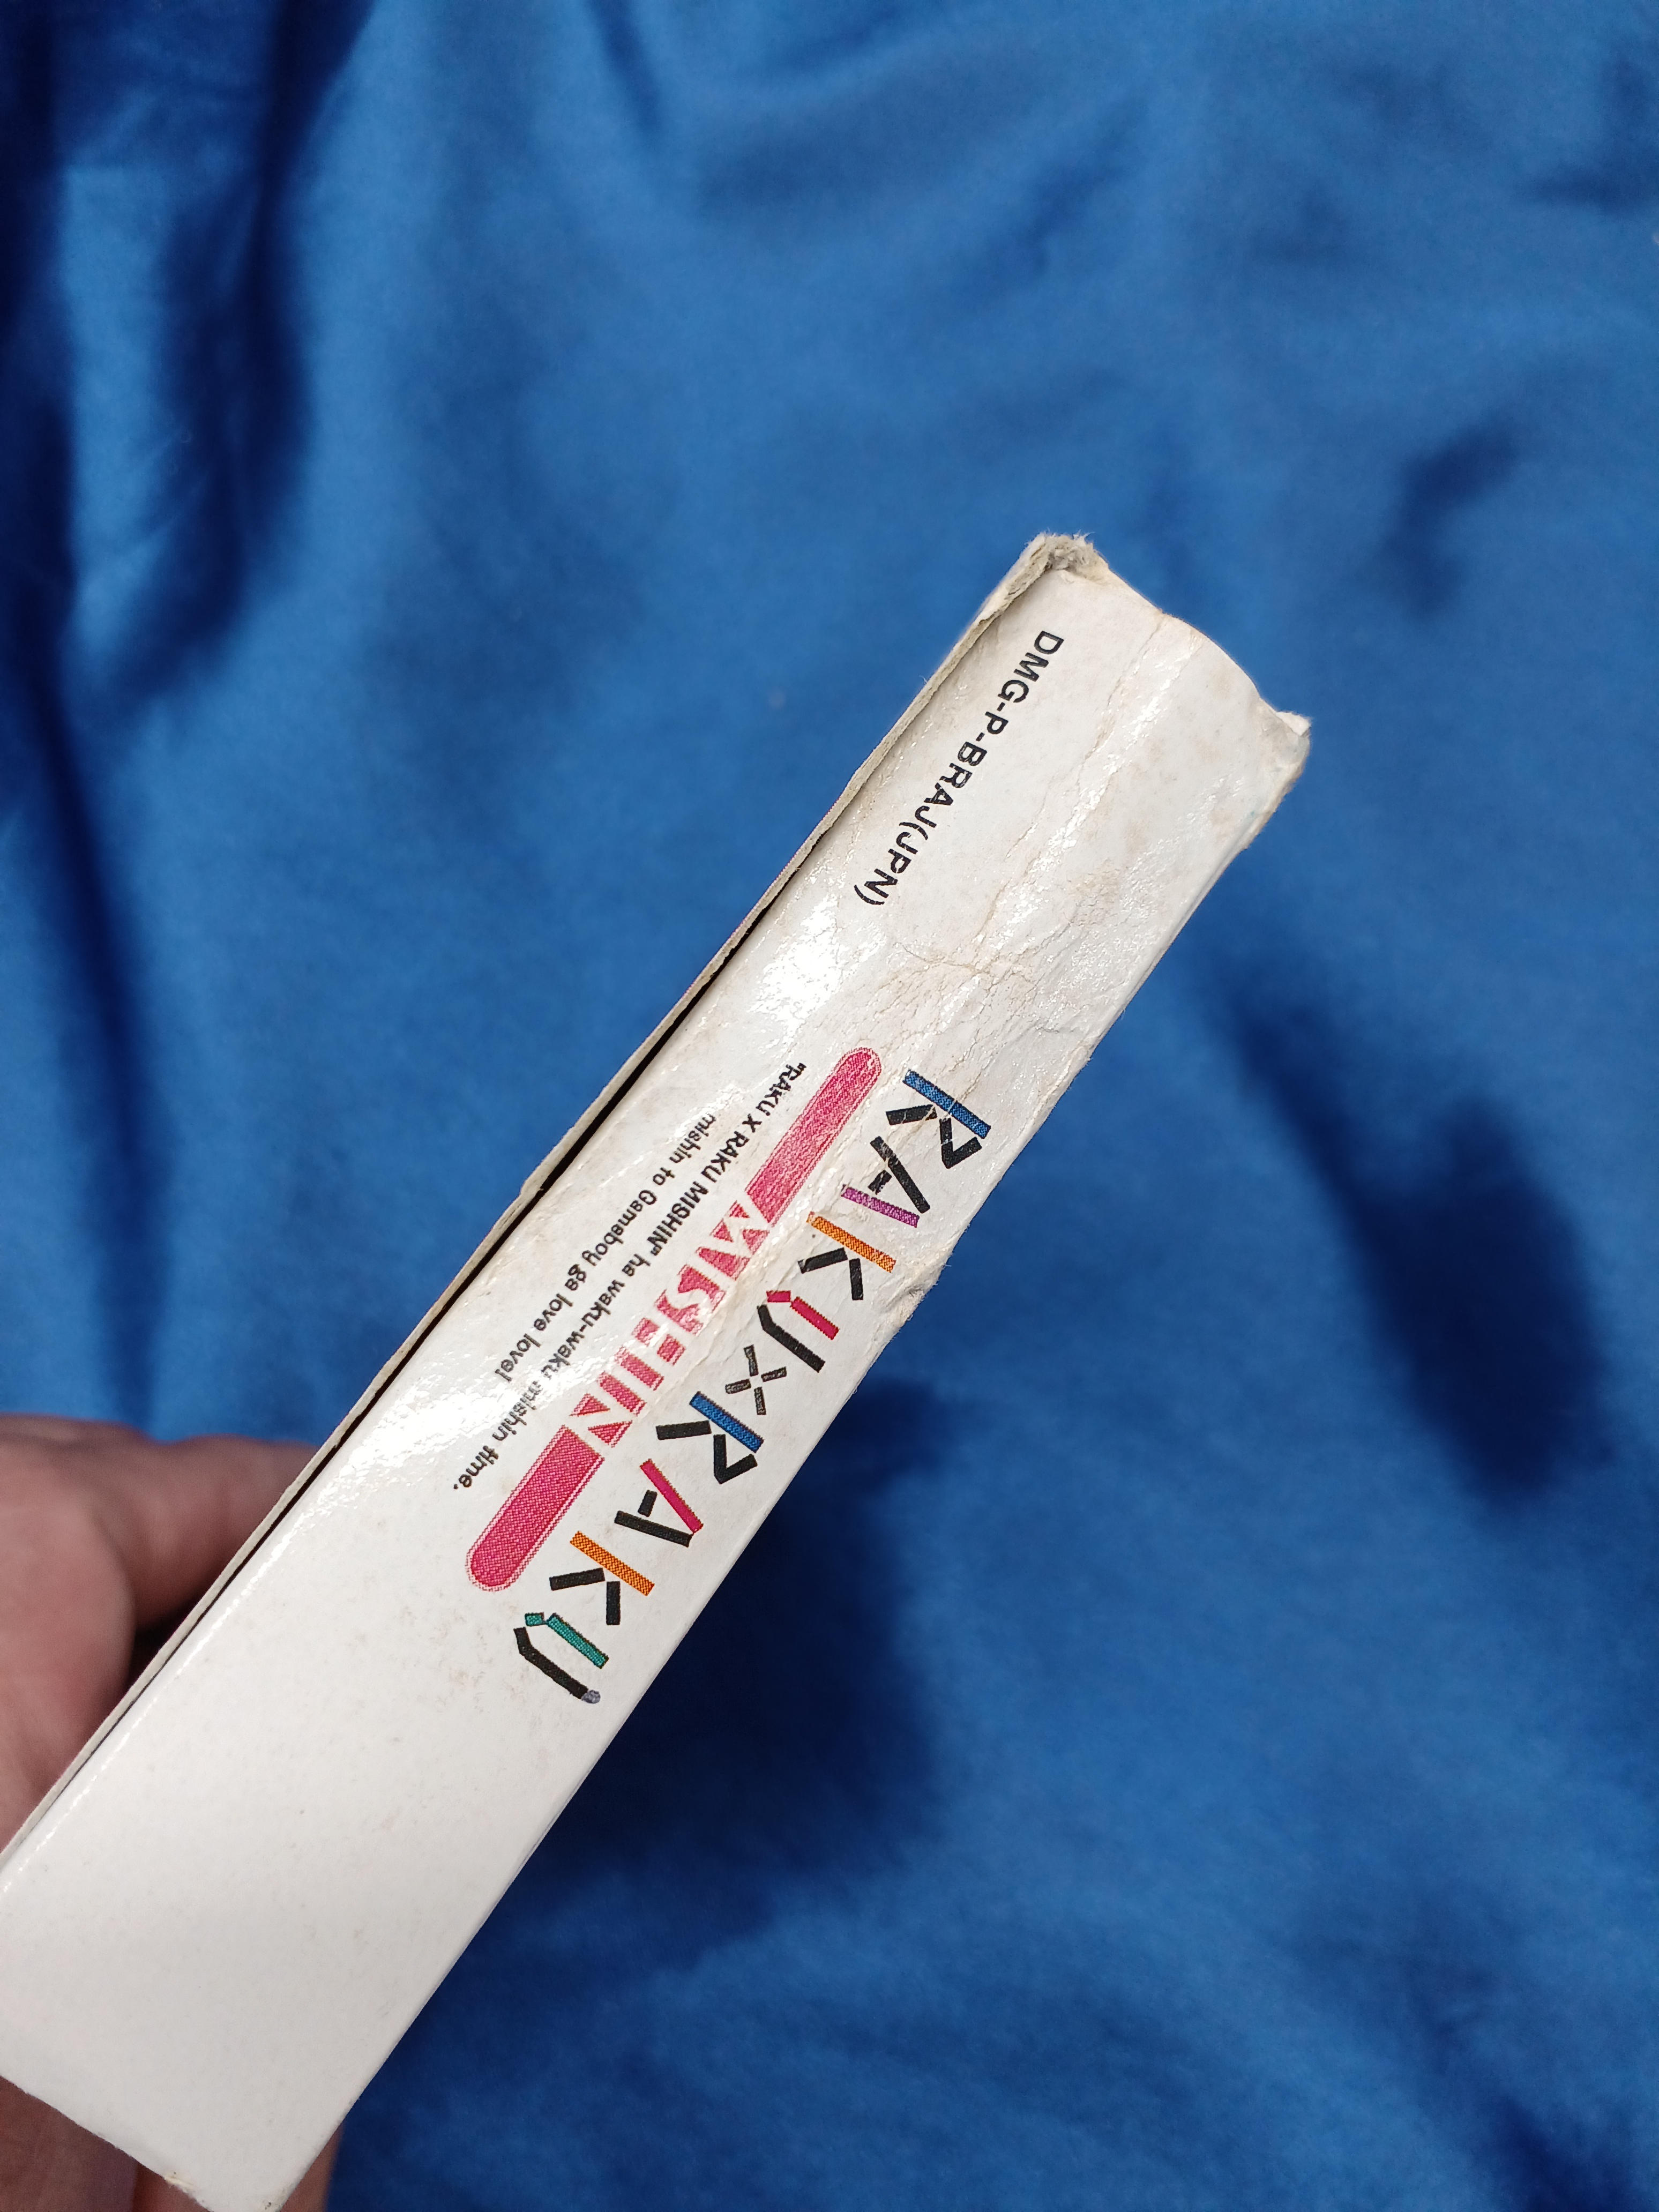 DMG-P-BRAJ(JPN)
RAKU×RAKU
MISHIN
"RAKU X RAKU MISHIN" ha waku-waku mishin time.
mishin to Gameboy ga love love!